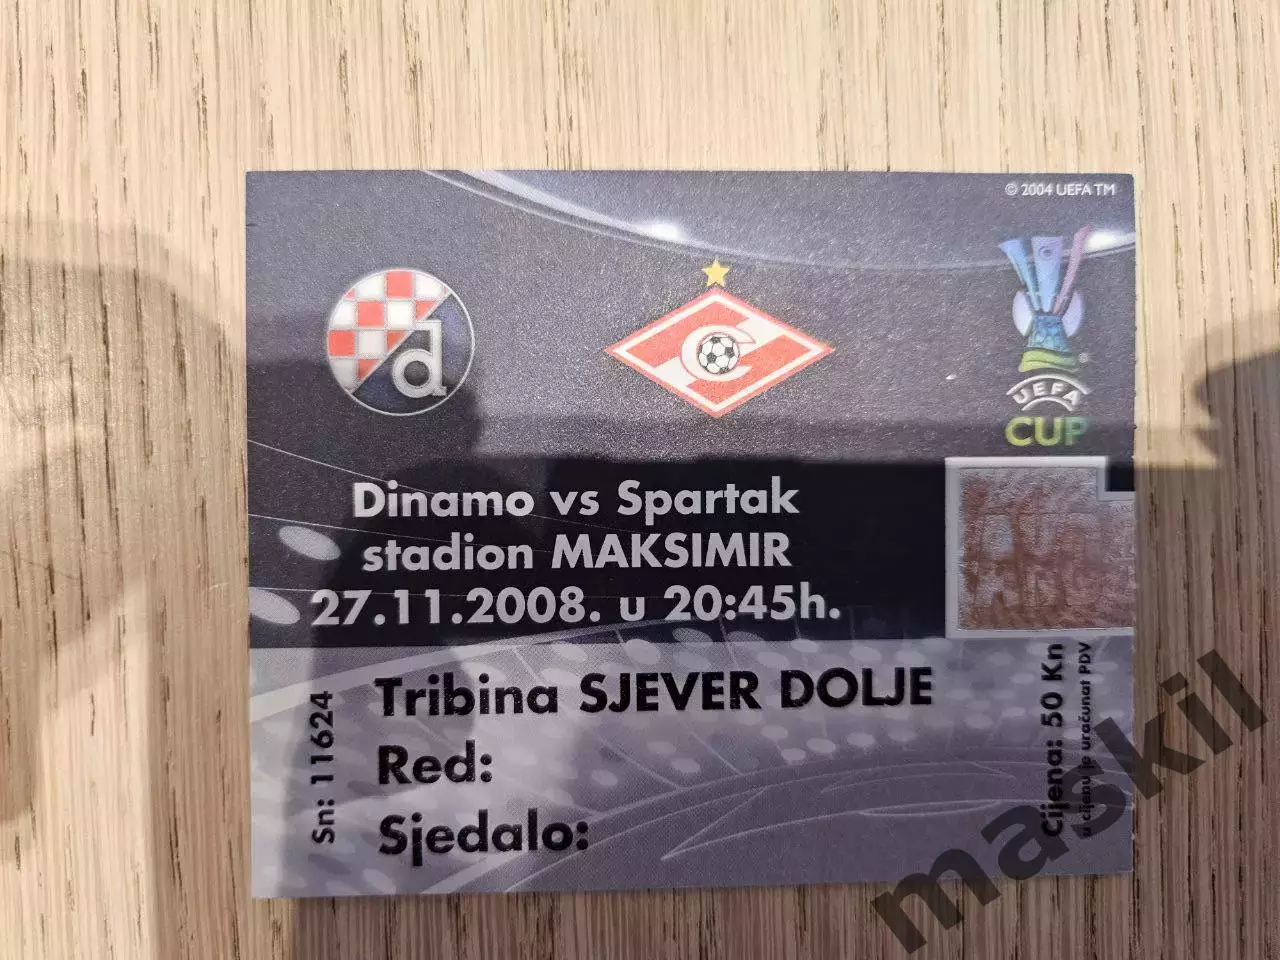 © 2004 UEFA TM
d
C
UEFA
CUP
Dinamo vs Spartak
stadion MAKSIMIR
27.11.2008. u 20:45h.
Tribina SJEVER DOLJE
Red:
Sjedalo:
Sn: 11624
Cijena: 50 Kn
u cijenu je uračunat PDV
maskil